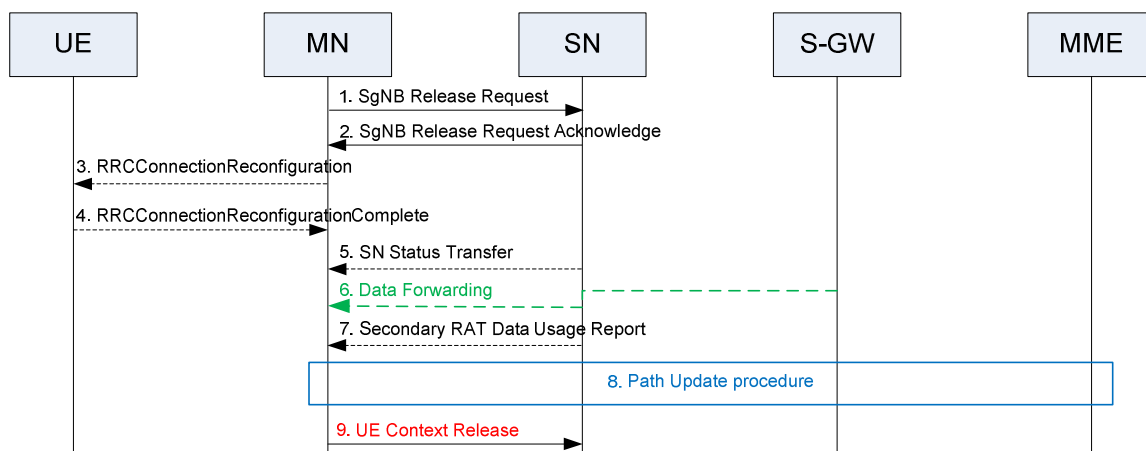 UE
MN
SN
S-GW
MME
1. SgNB Release Request
2. SgNB Release Request Acknowledge
3. RRCConnectionReconfiguration
4. RRCConnectionReconfigurationComplete
5. SN Status Transfer
6. Data Forwarding
7. Secondary RAT Data Usage Report
8. Path Update procedure
9. UE Context Release